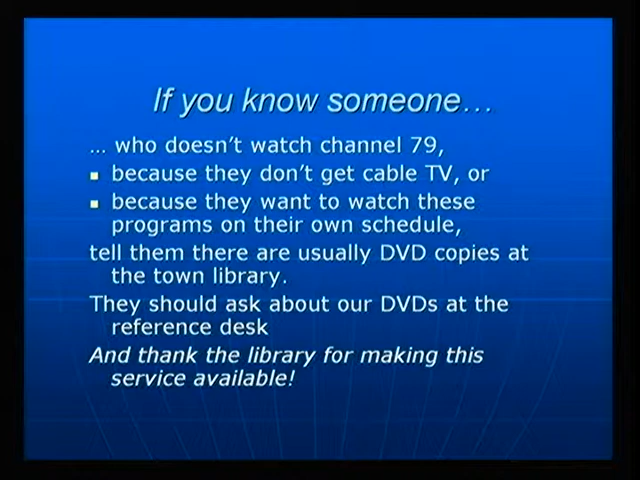 If you know someone…
… who doesn't watch channel 79,
▪ because they don't get cable TV, or
▪ because they want to watch these
programs on their own schedule,
tell them there are usually DVD copies at
the town library.
They should ask about our DVDs at the
reference desk
And thank the library for making this
service available!